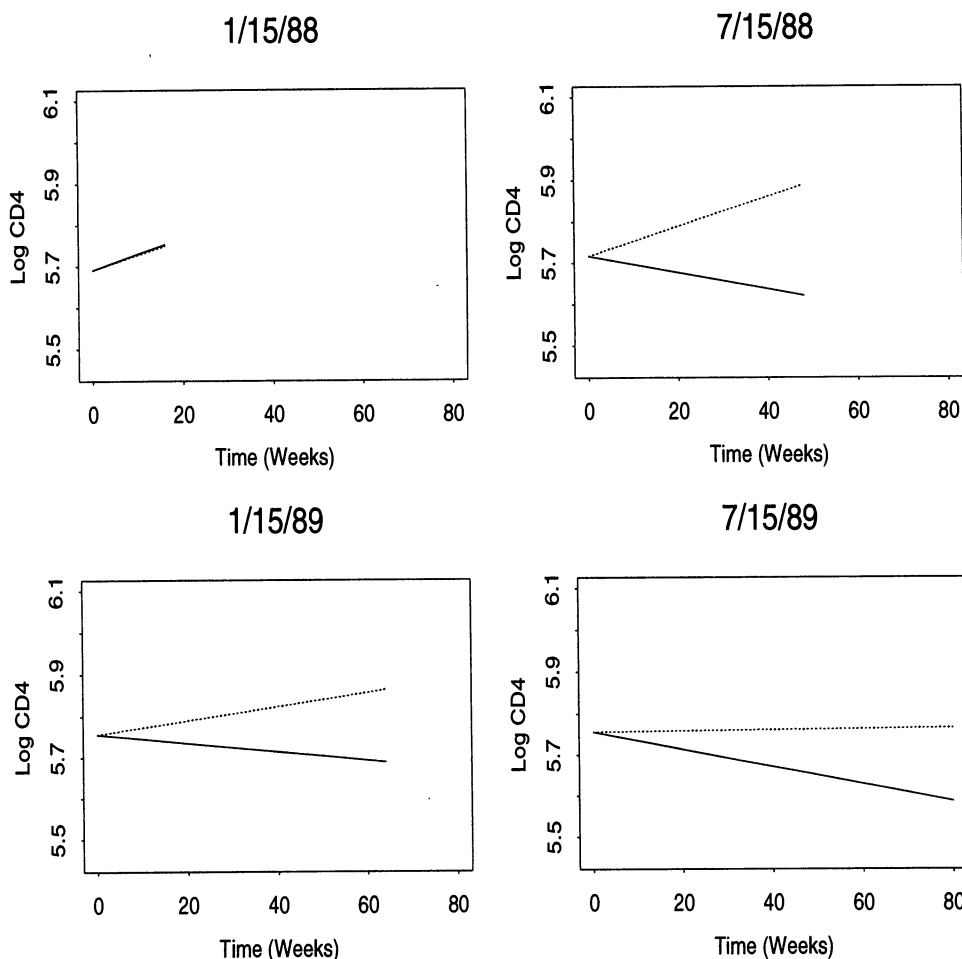 1/15/88
6.1
5.9
5.7
5.5
Log CD4
0 20 40 60 80
Time (Weeks)
7/15/88
6.1
5.9
5.7
5.5
Log CD4
0 20 40 60 80
Time (Weeks)
1/15/89
6.1
5.9
5.7
5.5
Log CD4
0 20 40 60 80
Time (Weeks)
7/15/89
6.1
5.9
5.7
5.5
Log CD4
0 20 40 60 80
Time (Weeks)